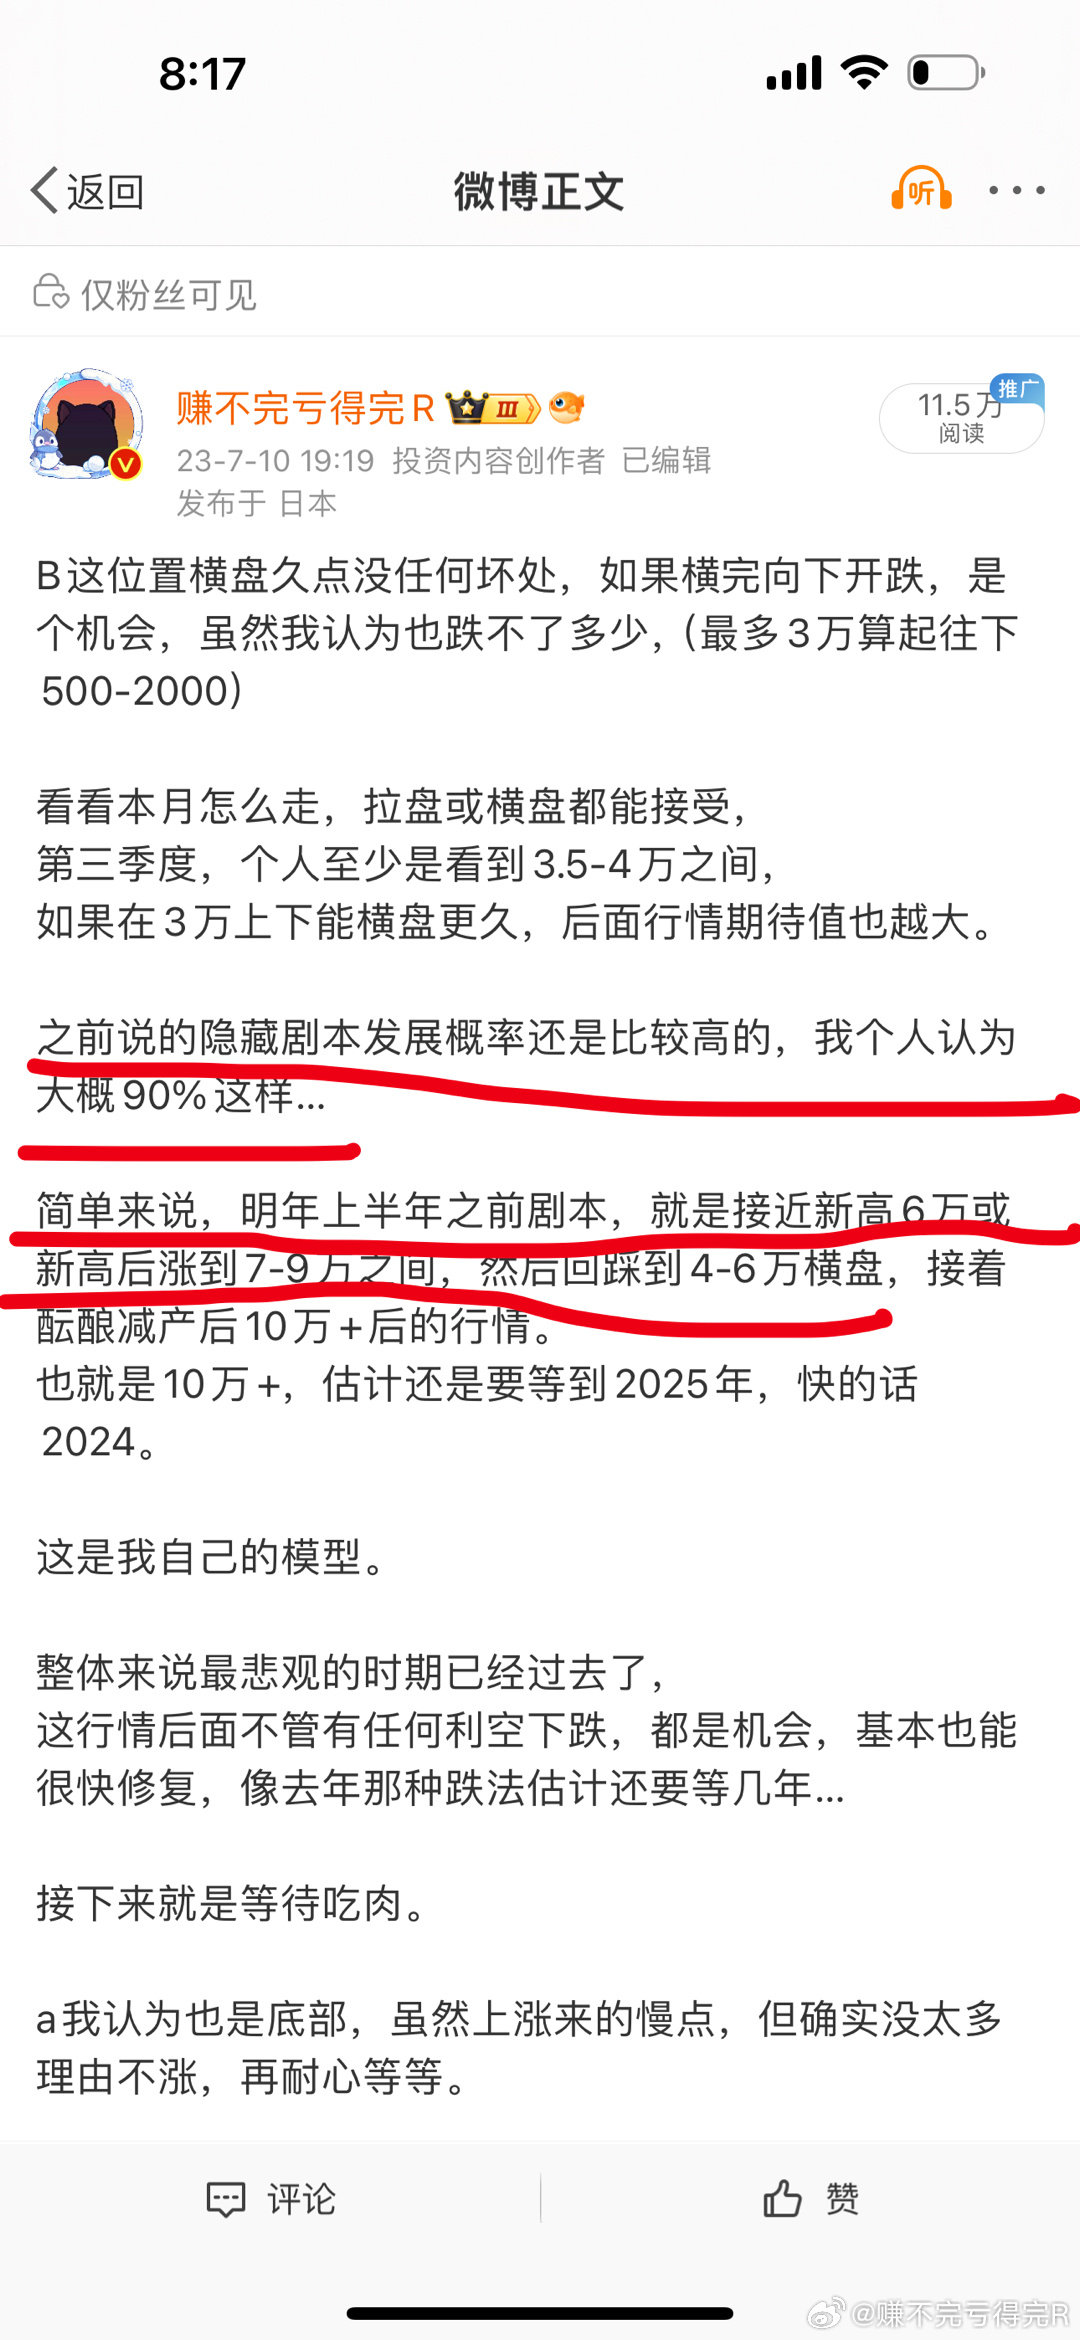 8:17
返回
微博正文
听
仅粉丝可见
赚不完亏得完R
III
11.5万
推广
阅读
23-7-10 19:19 投资内容创作者 已编辑
发布于 日本
B这位置横盘久点没任何坏处，如果横完向下开跌，是
个机会，虽然我认为也跌不了多少，（最多3万算起往下
500-2000）
看看本月怎么走，拉盘或横盘都能接受，
第三季度，个人至少是看到3.5-4万之间，
如果在3万上下能横盘更久，后面行情期待值也越大。
之前说的隐藏剧本发展概率还是比较高的，我个人认为
大概90%这样...
简单来说，明年上半年之前剧本，就是接近新高6万或
新高后涨到7-9万之间，然后回踩到4-6万横盘，接着
酝酿减产后10万+后的行情。
也就是10万+，估计还是要等到2025年，快的话
2024。
这是我自己的模型。
整体来说最悲观的时期已经过去了，
这行情后面不管有任何利空下跌，都是机会，基本也能
很快修复，像去年那种跌法估计还要等几年...
接下来就是等待吃肉。
a我认为也是底部，虽然上涨来的慢点，但确实没太多
理由不涨，再耐心等等。
评论
赞
@赚不完亏得完R